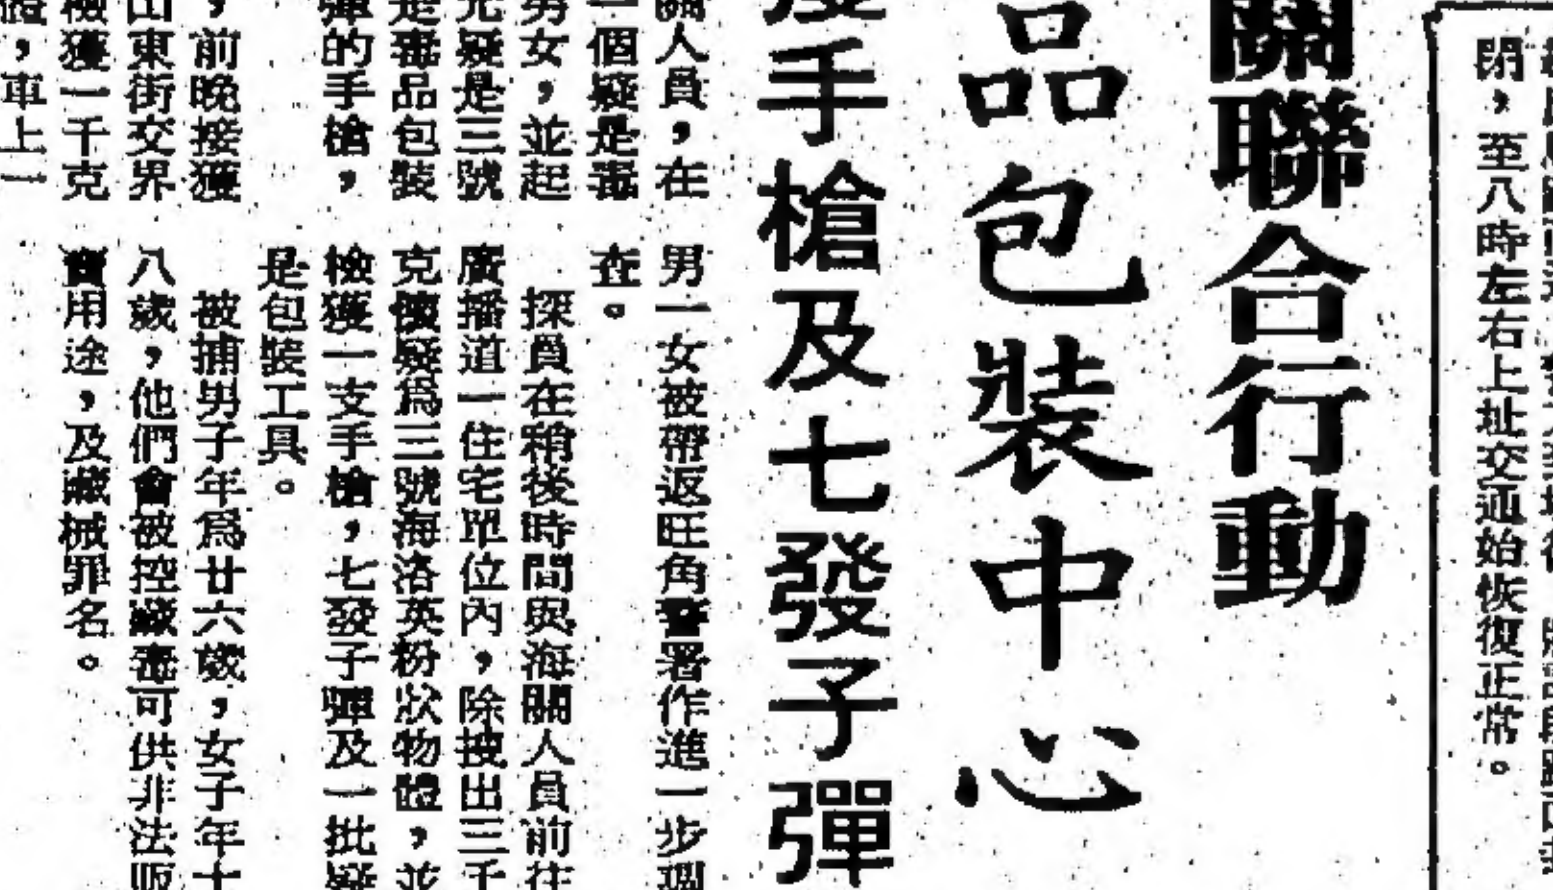 閉，至八時左右上址交通始恢復正常。
關聯合行動
品包裝中心
手槍及七發子彈
關人員，在
一個疑是毒
男女，並起
克疑是三號
是毒品包裝
彈的手槍，
，前晚接獲
山東街交界
檢獲一千克
體，車上一
男一女被帶返旺角警署作進一步調
查。
探員在稍後時間與海關人員前往
廣播道一住宅單位內，除搜出三千
克懷疑爲三號海洛英粉狀物體，並
檢獲一支手槍，七發子彈及一批疑
是包裝工具。
被捕男子年爲廿六歲，女子年十
八歲，他們會被控藏毒可供非法販
賣用途，及藏械罪名。